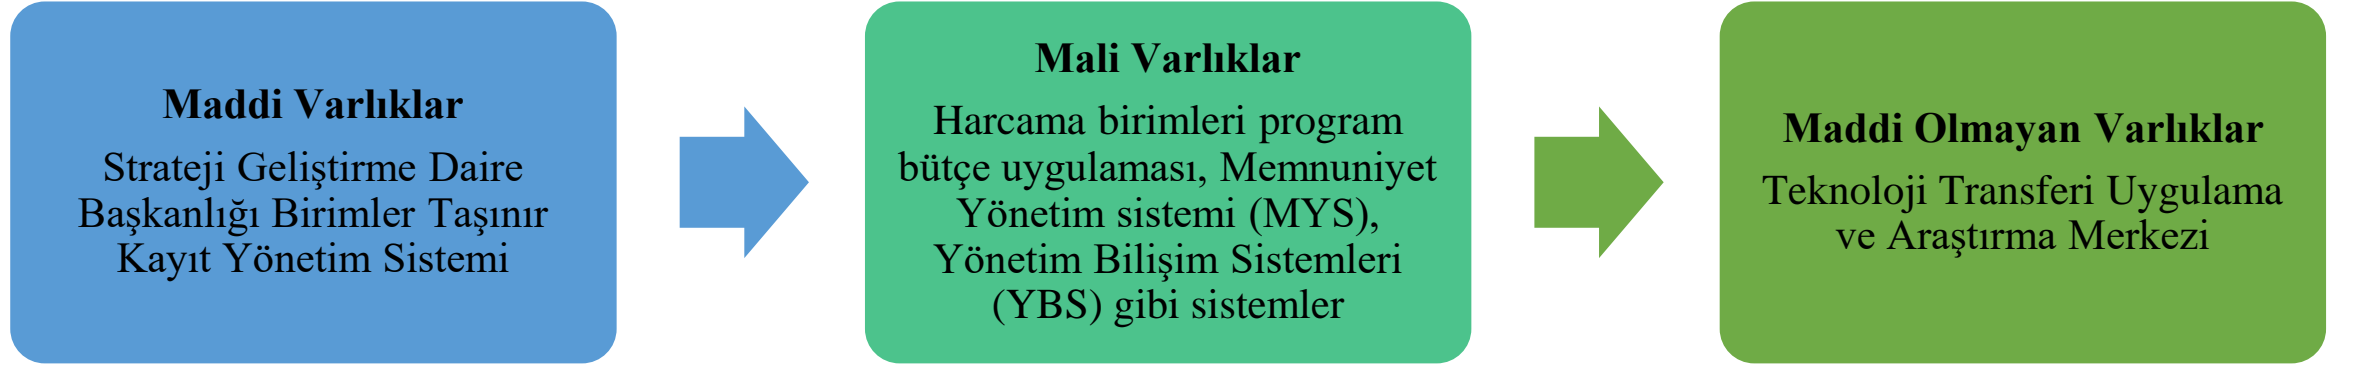 Maddi Varlıklar
Strateji Geliştirme Daire
Başkanlığı Birimler Taşınır
Kayıt Yönetim Sistemi
Mali Varlıklar
Harcama birimleri program
bütçe uygulaması, Memnuniyet
Yönetim sistemi (MYS),
Yönetim Bilişim Sistemleri
(YBS) gibi sistemler
Maddi Olmayan Varlıklar
Teknoloji Transferi Uygulama
ve Araştırma Merkezi